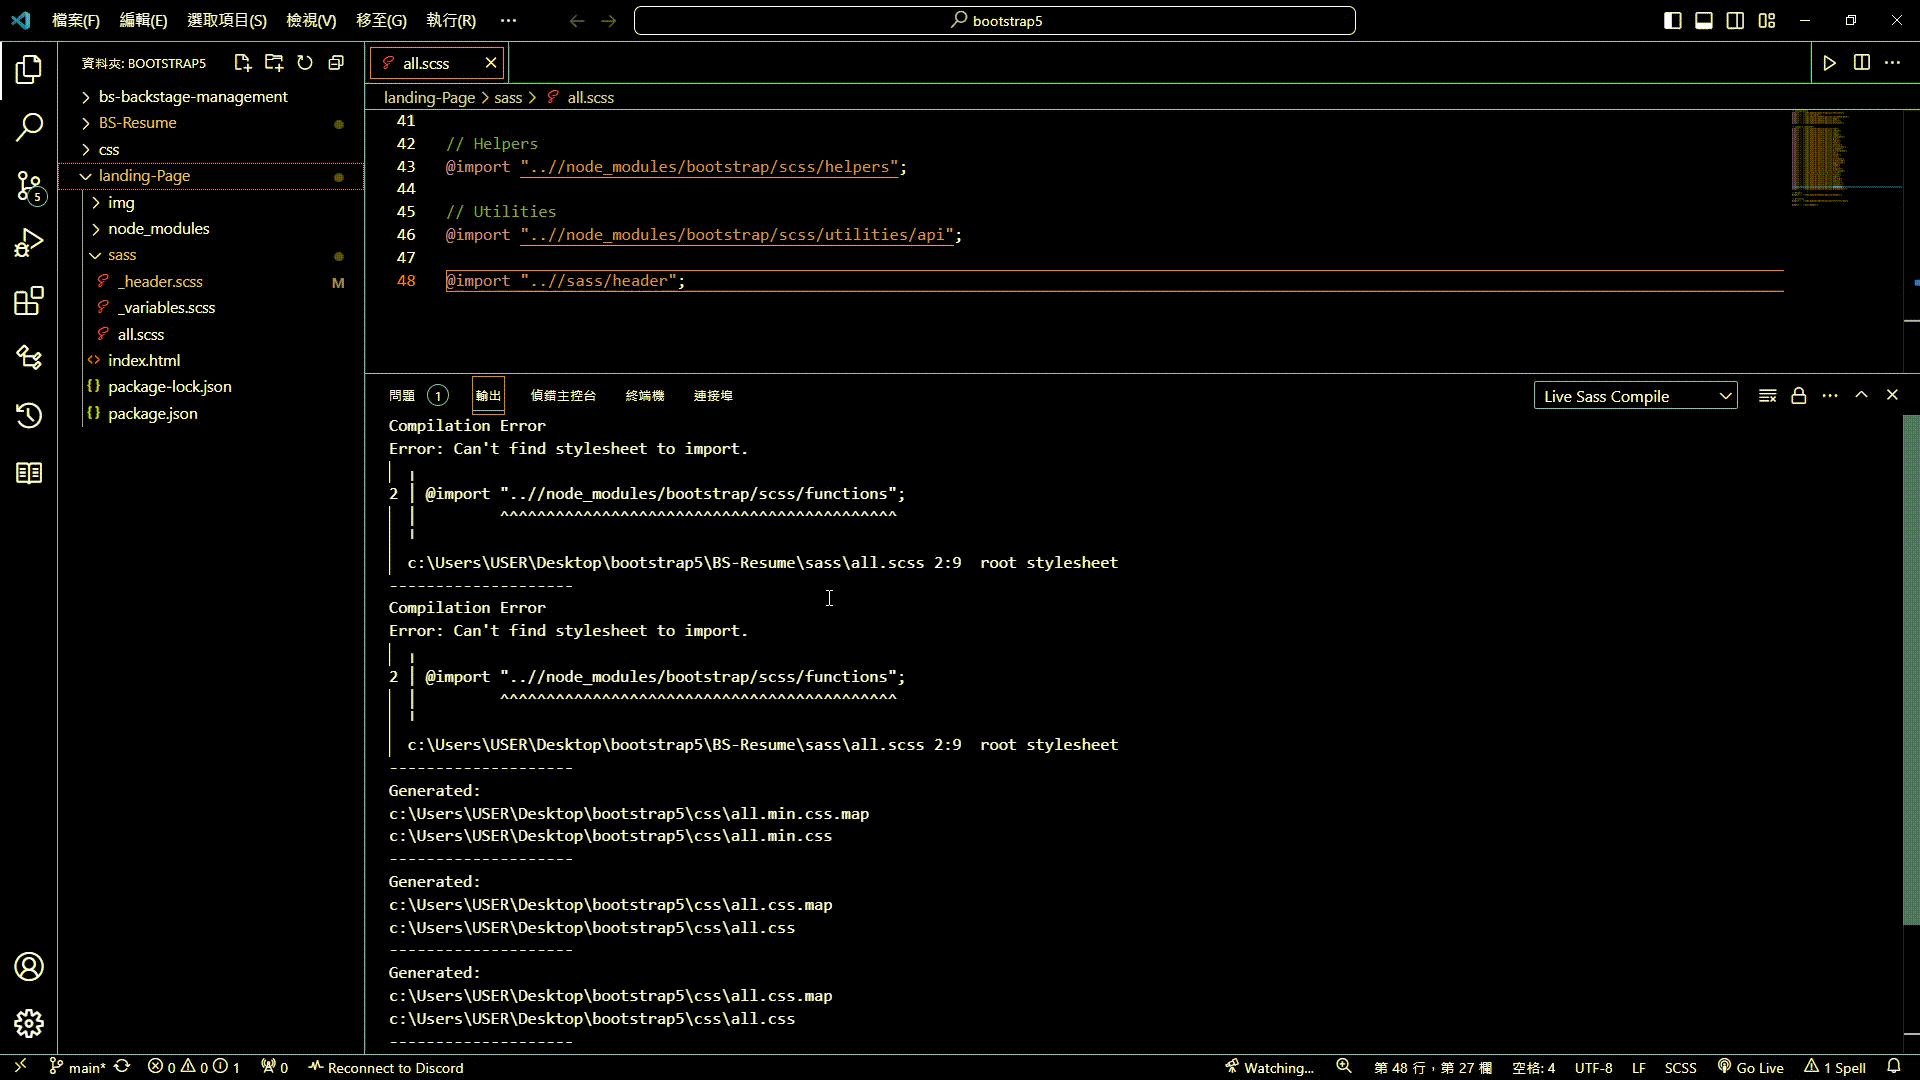 檔案(F) 編輯(E) 選取項目(S) 檢視(V) 移至(G) 執行(R) ···
bootstrap5
資料夾: BOOTSTRAP5
bs-backstage-management
BS-Resume
css
landing-Page
img
node_modules
sass
_header.scss M
_variables.scss
all.scss
index.html
package-lock.json
package.json
5
all.scss
landing-Page > sass > all.scss
41
42 // Helpers
43 @import "..//node_modules/bootstrap/scss/helpers";
44
45 // Utilities
46 @import "..//node_modules/bootstrap/scss/utilities/api";
47
48 @import "..//sass/header";
問題 1 輸出 偵錯主控台 終端機 連接埠
Live Sass Compile
Compilation Error
Error: Can't find stylesheet to import.
2 | @import "..//node_modules/bootstrap/scss/functions";
^^^^^^^^^^^^^^^^^^^^^^^^^^^^^^^^^^^^^^^^^^^
c:\Users\USER\Desktop\bootstrap5\BS-Resume\sass\all.scss 2:9  root stylesheet
--------------------
Compilation Error
Error: Can't find stylesheet to import.
2 | @import "..//node_modules/bootstrap/scss/functions";
^^^^^^^^^^^^^^^^^^^^^^^^^^^^^^^^^^^^^^^^^^^
c:\Users\USER\Desktop\bootstrap5\BS-Resume\sass\all.scss 2:9  root stylesheet
--------------------
Generated:
c:\Users\USER\Desktop\bootstrap5\css\all.min.css.map
c:\Users\USER\Desktop\bootstrap5\css\all.min.css
--------------------
Generated:
c:\Users\USER\Desktop\bootstrap5\css\all.css.map
c:\Users\USER\Desktop\bootstrap5\css\all.css
--------------------
Generated:
c:\Users\USER\Desktop\bootstrap5\css\all.css.map
c:\Users\USER\Desktop\bootstrap5\css\all.css
--------------------
main* 0 0 1 0 Reconnect to Discord Watching... 第 48 行，第 27 欄 空格: 4 UTF-8 LF SCSS Go Live 1 Spell